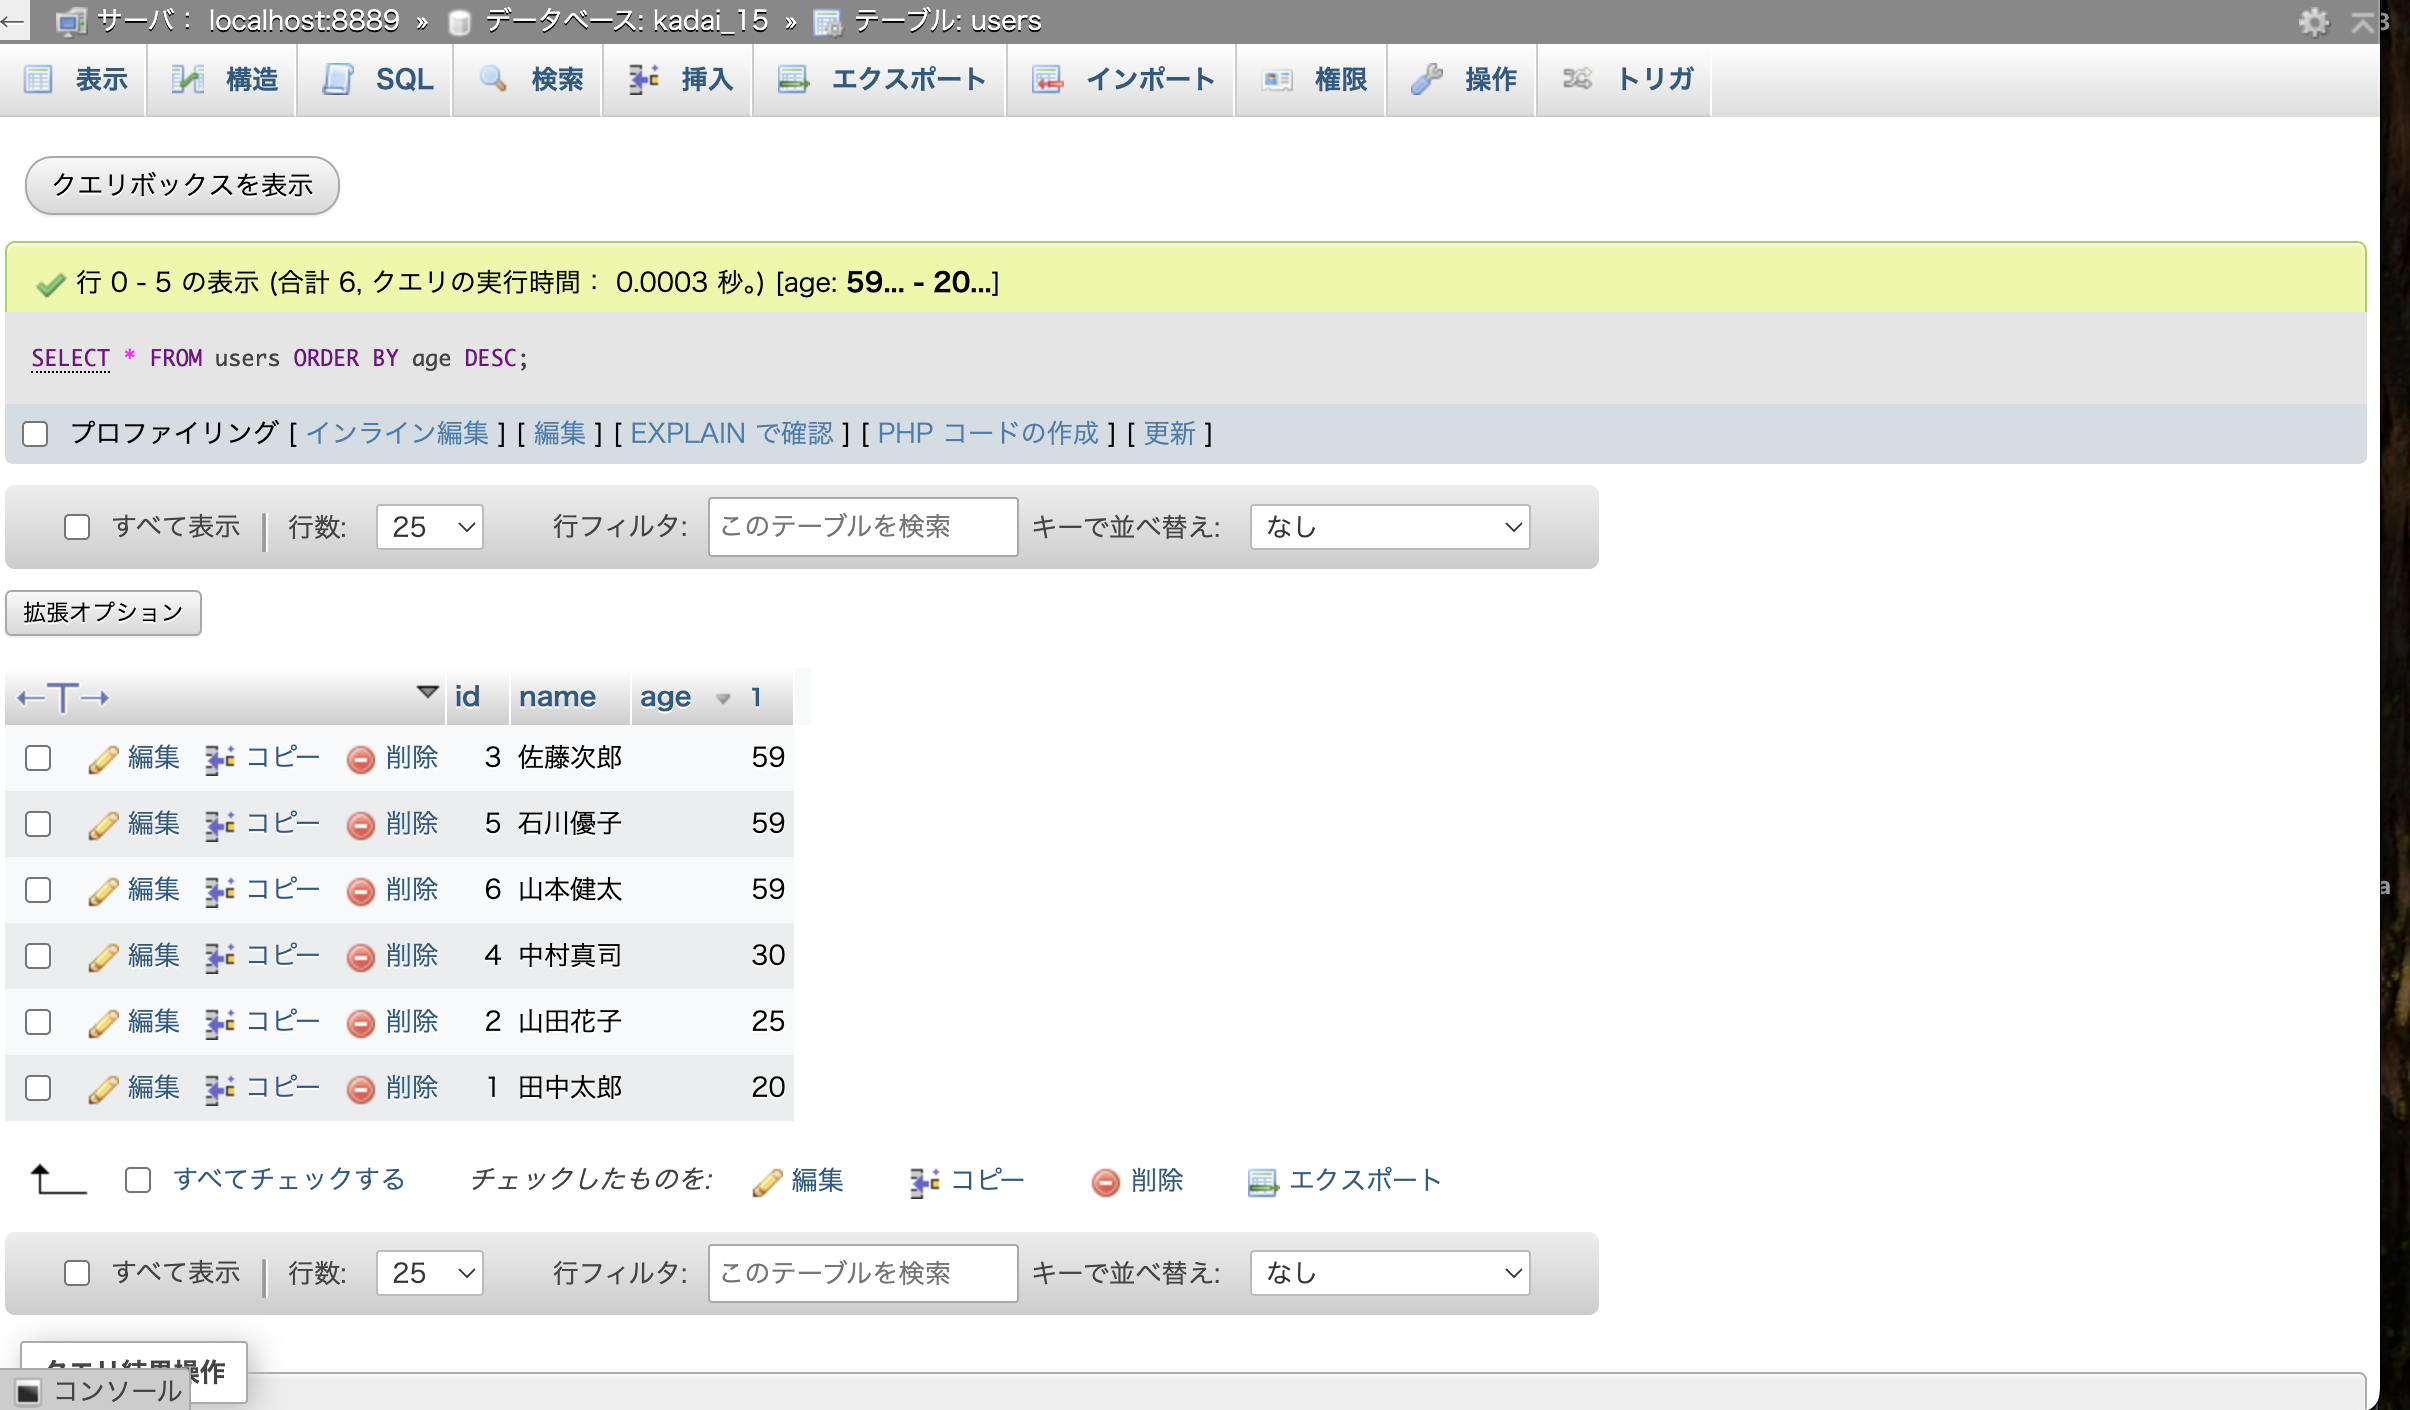 サーバ： localhost:8889 » データベース: kadai_15 » テーブル: users
表示 構造 SQL 検索 挿入 エクスポート インポート 権限 操作 トリガ
クエリボックスを表示
行 0 - 5 の表示 (合計 6, クエリの実行時間： 0.0003 秒。) [age: 59... - 20...]
SELECT * FROM users ORDER BY age DESC;
プロファイリング [ インライン編集 ] [ 編集 ] [ EXPLAIN で確認 ] [ PHP コードの作成 ] [ 更新 ]
すべて表示 行数: 25 行フィルタ: このテーブルを検索 キーで並べ替え: なし
拡張オプション
←T→ id name age 1
編集 コピー 削除 3 佐藤次郎 59
編集 コピー 削除 5 石川優子 59
編集 コピー 削除 6 山本健太 59
編集 コピー 削除 4 中村真司 30
編集 コピー 削除 2 山田花子 25
編集 コピー 削除 1 田中太郎 20
すべてチェックする チェックしたものを: 編集 コピー 削除 エクスポート
すべて表示 行数: 25 行フィルタ: このテーブルを検索 キーで並べ替え: なし
クエリ結果操作
コンソール